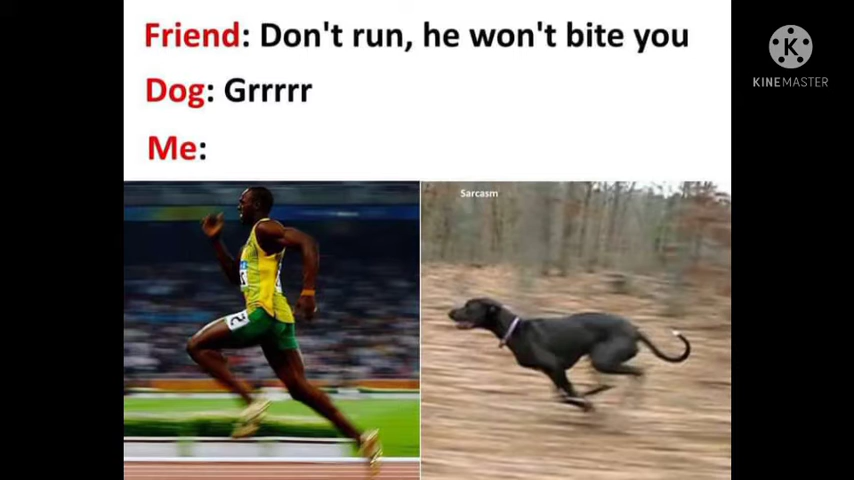 Friend: Don't run, he won't bite you
Dog: Grrrrr
Me:
Sarcasm
K
KINEMASTER